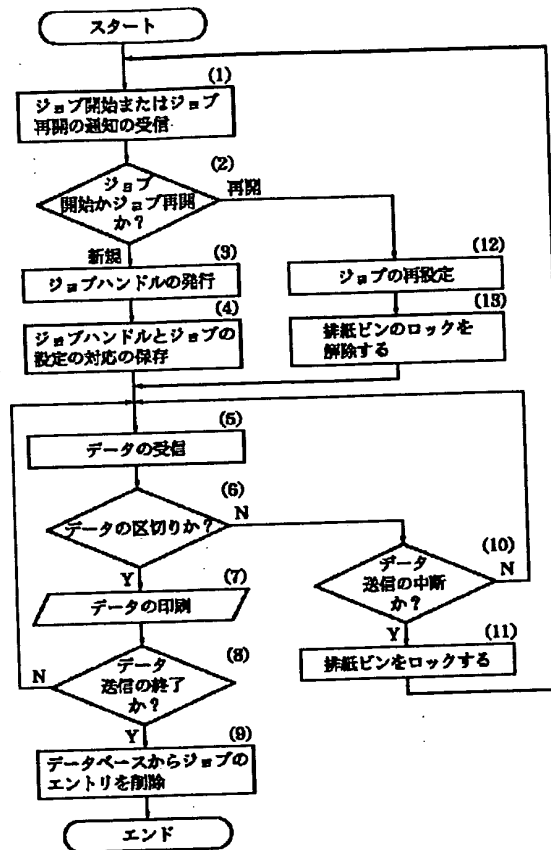 スタート
(1)
ジョブ開始またはジョブ
再開の通知の受信
(2)
ジョブ
開始かジョブ再開
か？
再開
新規
(3)
ジョブハンドルの発行
(4)
ジョブハンドルとジョブの
設定の対応の保存
(12)
ジョブの再設定
(13)
排紙ビンのロックを
解除する
(5)
データの受信
(6)
データの区切りか？
N
Y
(7)
データの印刷
(8)
データ
送信の終了
か？
N
Y
(9)
データベースからジョブの
エントリを削除
エンド
(10)
データ
送信の中断
か？
N
Y
(11)
排紙ビンをロックする